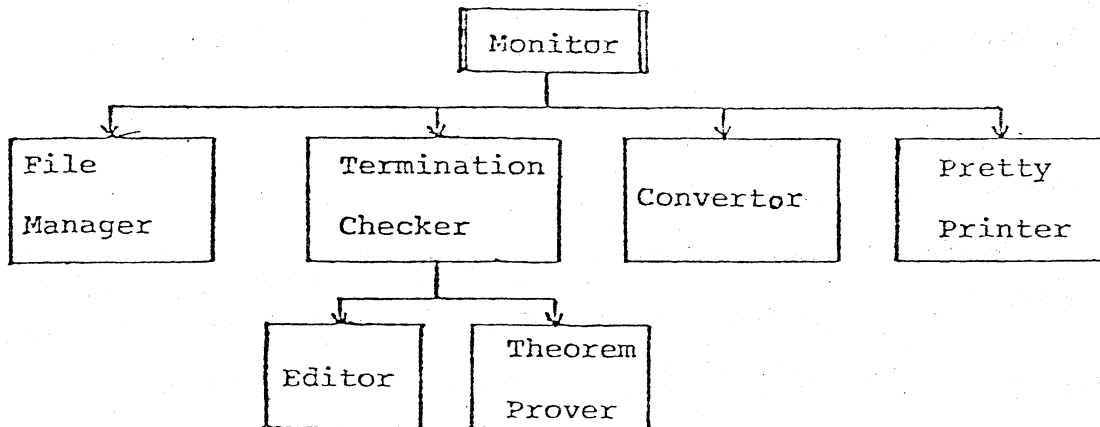 Monitor
File
Manager
Termination
Checker
Convertor
Pretty
Printer
Editor
Theorem
Prover